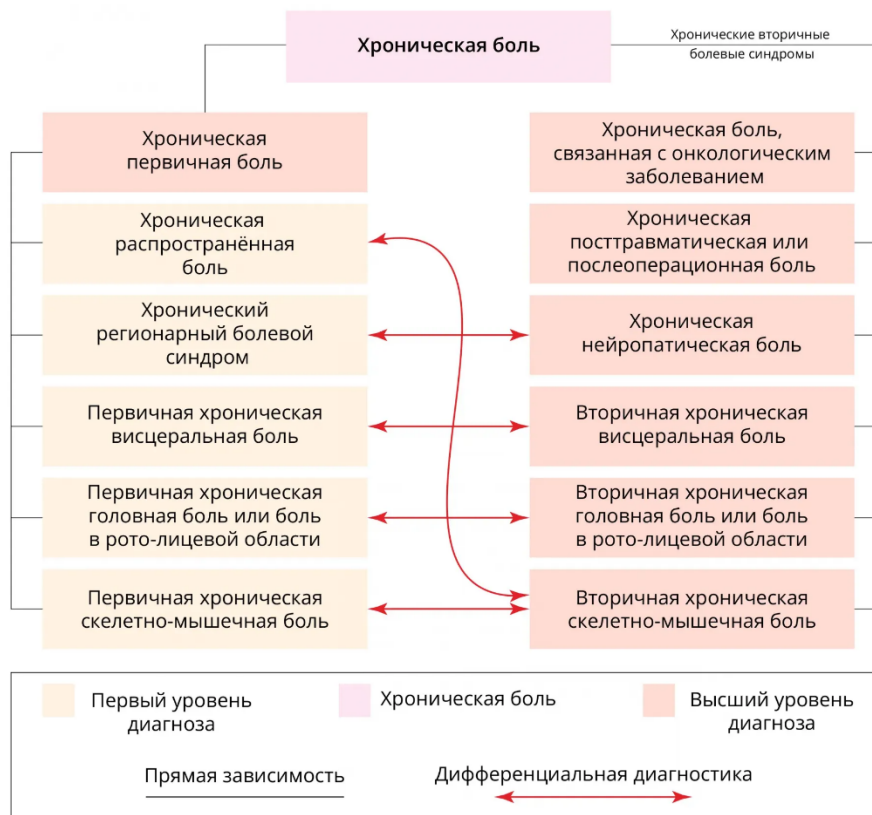 Хроническая боль
Хронические вторичные
болевые синдромы
Хроническая
первичная боль
Хроническая боль,
связанная с онкологическим
заболеванием
Хроническая
распространённая
боль
Хроническая
посттравматическая или
послеоперационная боль
Хронический
регионарный болевой
синдром
Хроническая
нейропатическая боль
Первичная хроническая
висцеральная боль
Вторичная хроническая
висцеральная боль
Первичная хроническая
головная боль или боль
в рото-лицевой области
Вторичная хроническая
головная боль или боль
в рото-лицевой области
Первичная хроническая
скелетно-мышечная боль
Вторичная хроническая
скелетно-мышечная боль
Первый уровень
диагноза
Хроническая боль
Высший уровень
диагноза
Прямая зависимость
Дифференциальная диагностика